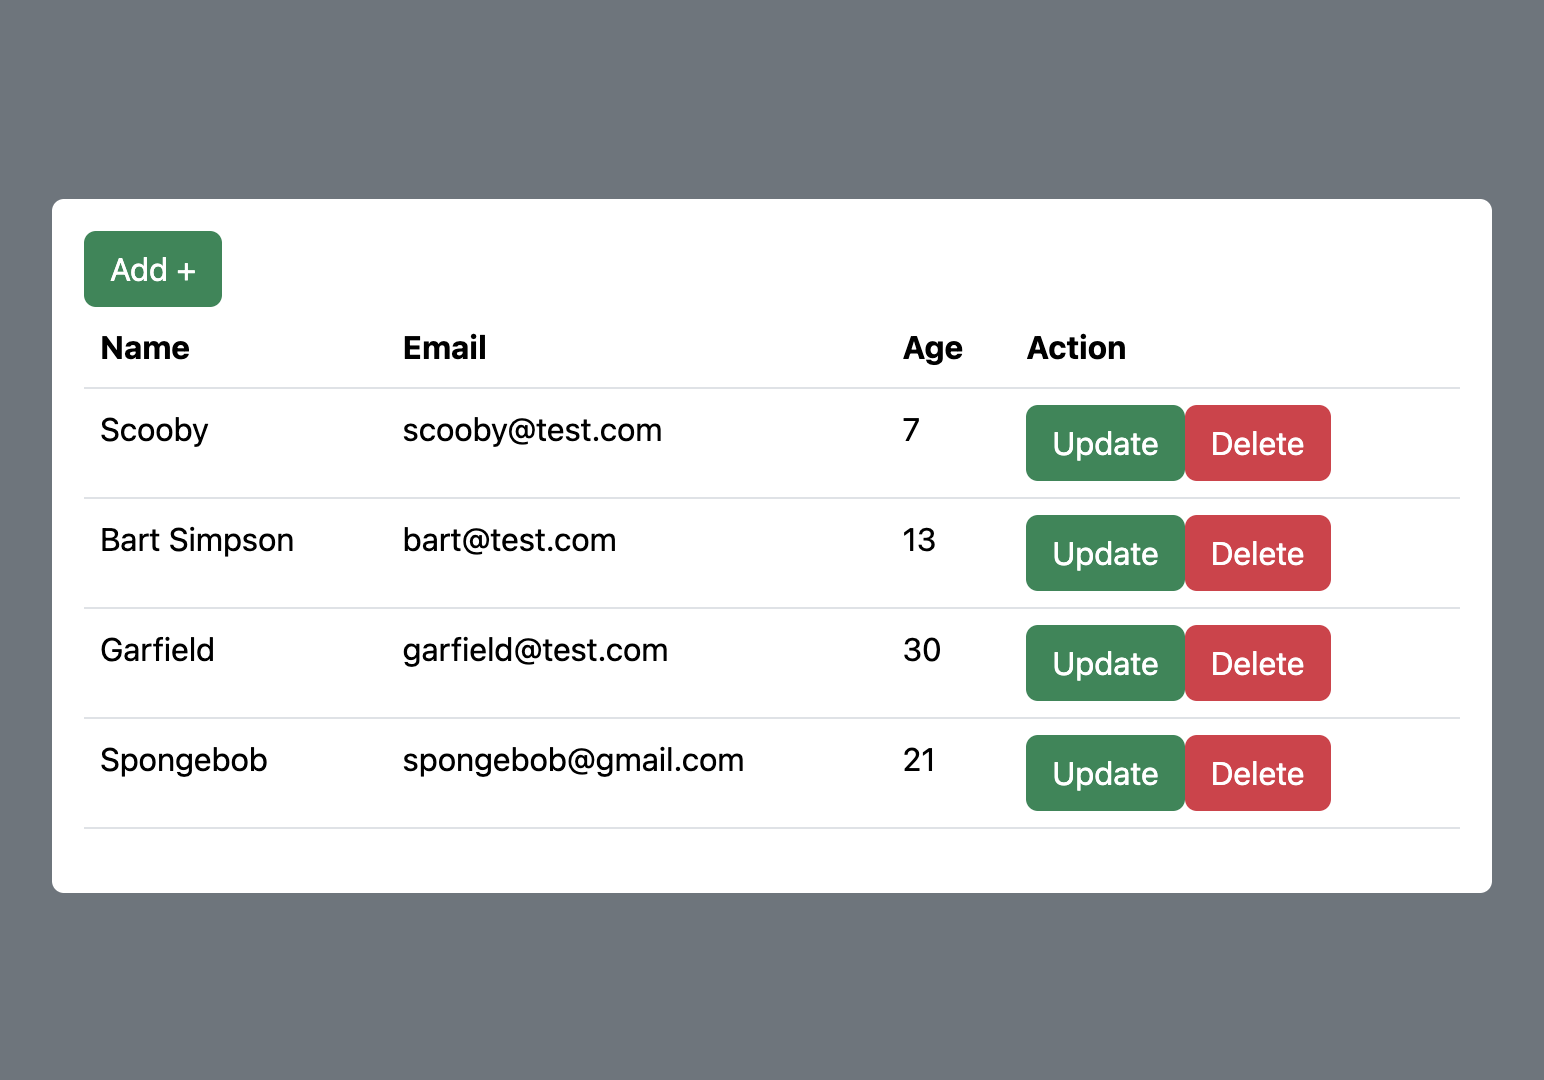 Add +
Name Email Age Action
Scooby scooby@test.com 7 Update Delete
Bart Simpson bart@test.com 13 Update Delete
Garfield garfield@test.com 30 Update Delete
Spongebob spongebob@gmail.com 21 Update Delete